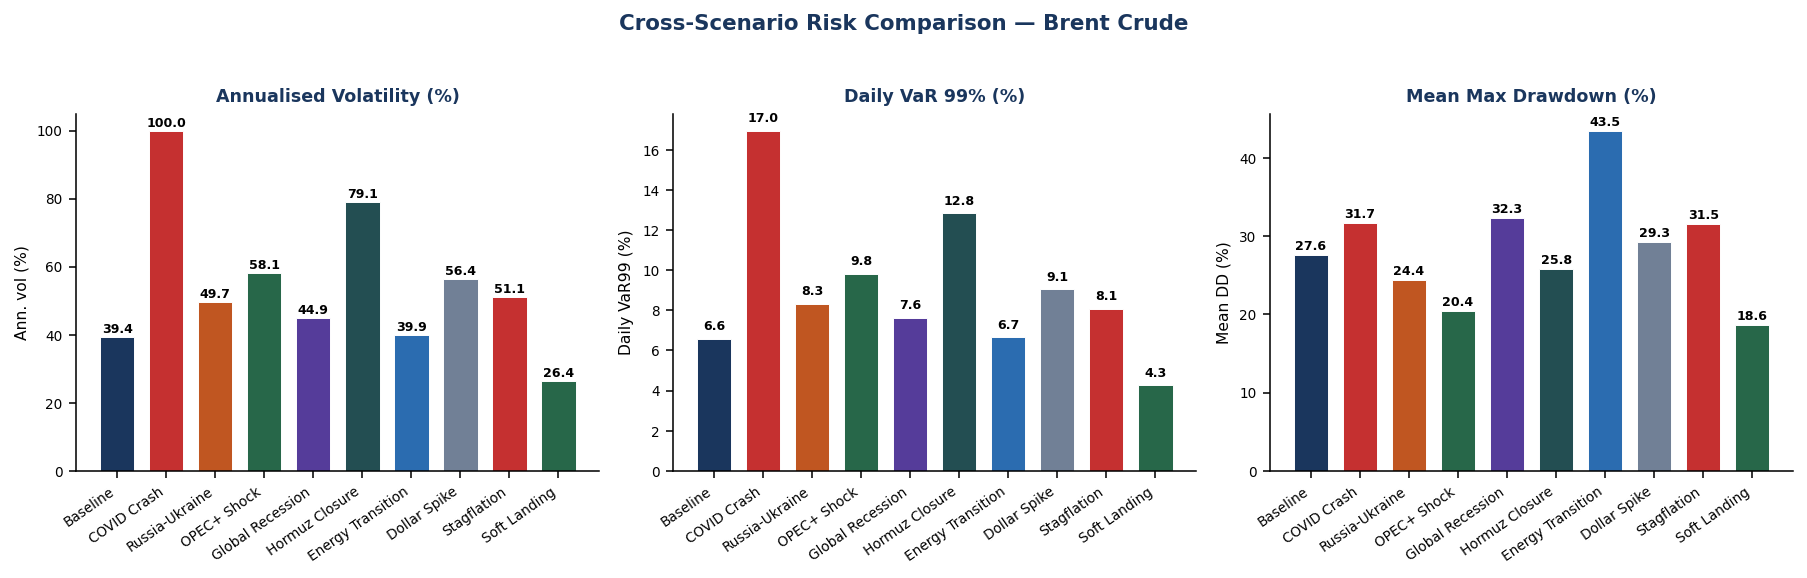 Cross-Scenario Risk Comparison — Brent Crude
Annualised Volatility (%)
Ann. vol (%)
0
20
40
60
80
100
39.4
100.0
49.7
58.1
44.9
79.1
39.9
56.4
51.1
26.4
Baseline
COVID Crash
Russia-Ukraine
OPEC+ Shock
Global Recession
Hormuz Closure
Energy Transition
Dollar Spike
Stagflation
Soft Landing
Daily VaR 99% (%)
Daily VaR99 (%)
0
2
4
6
8
10
12
14
16
6.6
17.0
8.3
9.8
7.6
12.8
6.7
9.1
8.1
4.3
Baseline
COVID Crash
Russia-Ukraine
OPEC+ Shock
Global Recession
Hormuz Closure
Energy Transition
Dollar Spike
Stagflation
Soft Landing
Mean Max Drawdown (%)
Mean DD (%)
0
10
20
30
40
27.6
31.7
24.4
20.4
32.3
25.8
43.5
29.3
31.5
18.6
Baseline
COVID Crash
Russia-Ukraine
OPEC+ Shock
Global Recession
Hormuz Closure
Energy Transition
Dollar Spike
Stagflation
Soft Landing